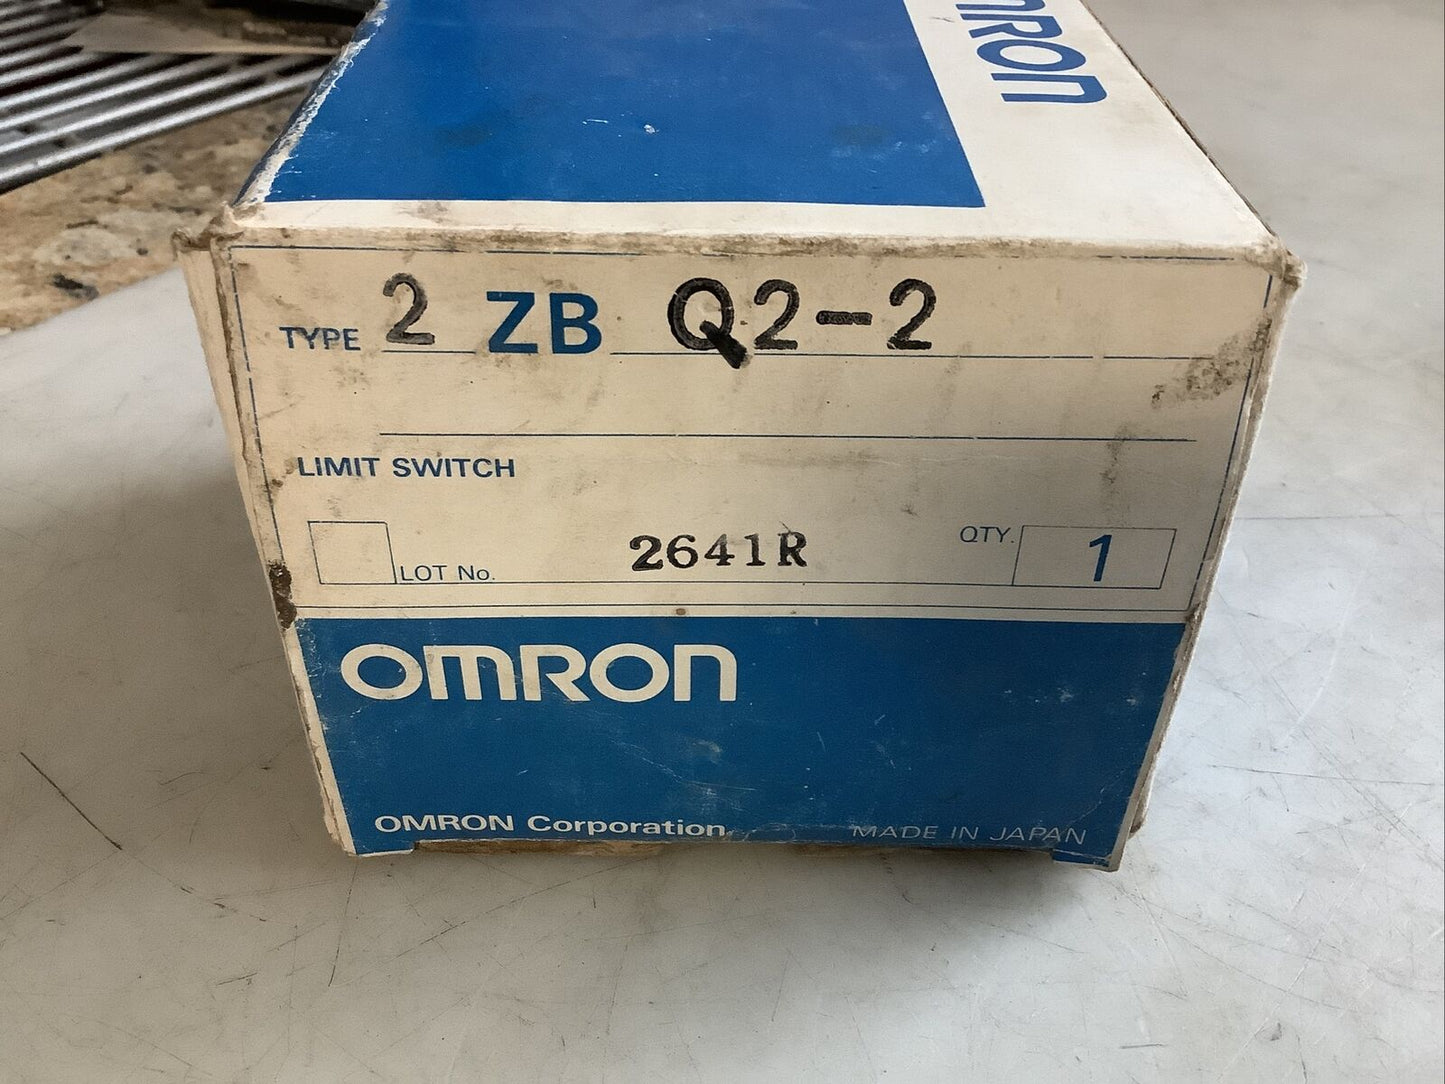 OMRON
TYPE 2 ZB Q2-2
LIMIT SWITCH
LOT No. 2641R QTY. 1
OMRON
OMRON Corporation MADE IN JAPAN